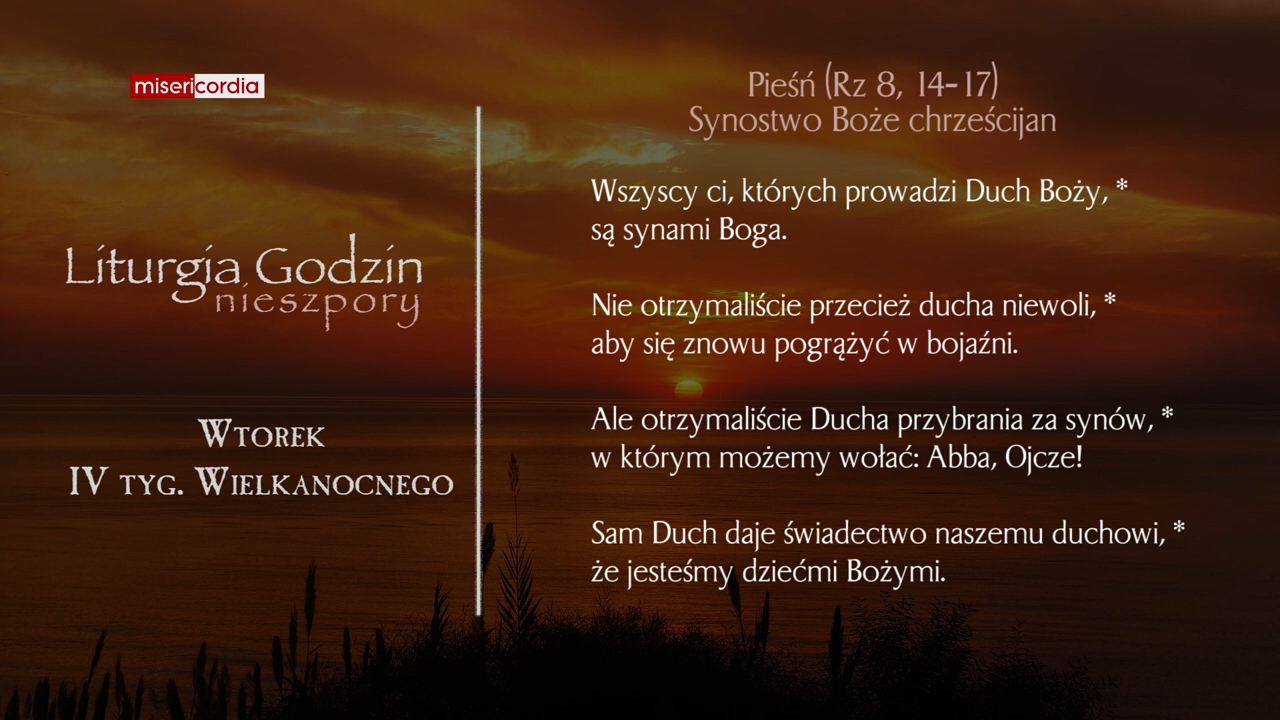 misericordia
Liturgia Godzin
nieszpory
Wtorek
IV tyg. Wielkanocnego
Pieśń (Rz 8, 14-17)
Synostwo Boże chrześcijan
Wszyscy ci, których prowadzi Duch Boży, *
są synami Boga.
Nie otrzymaliście przecież ducha niewoli, *
aby się znowu pogrążyć w bojaźni.
Ale otrzymaliście Ducha przybrania za synów, *
w którym możemy wołać: Abba, Ojcze!
Sam Duch daje świadectwo naszemu duchowi, *
że jesteśmy dziećmi Bożymi.